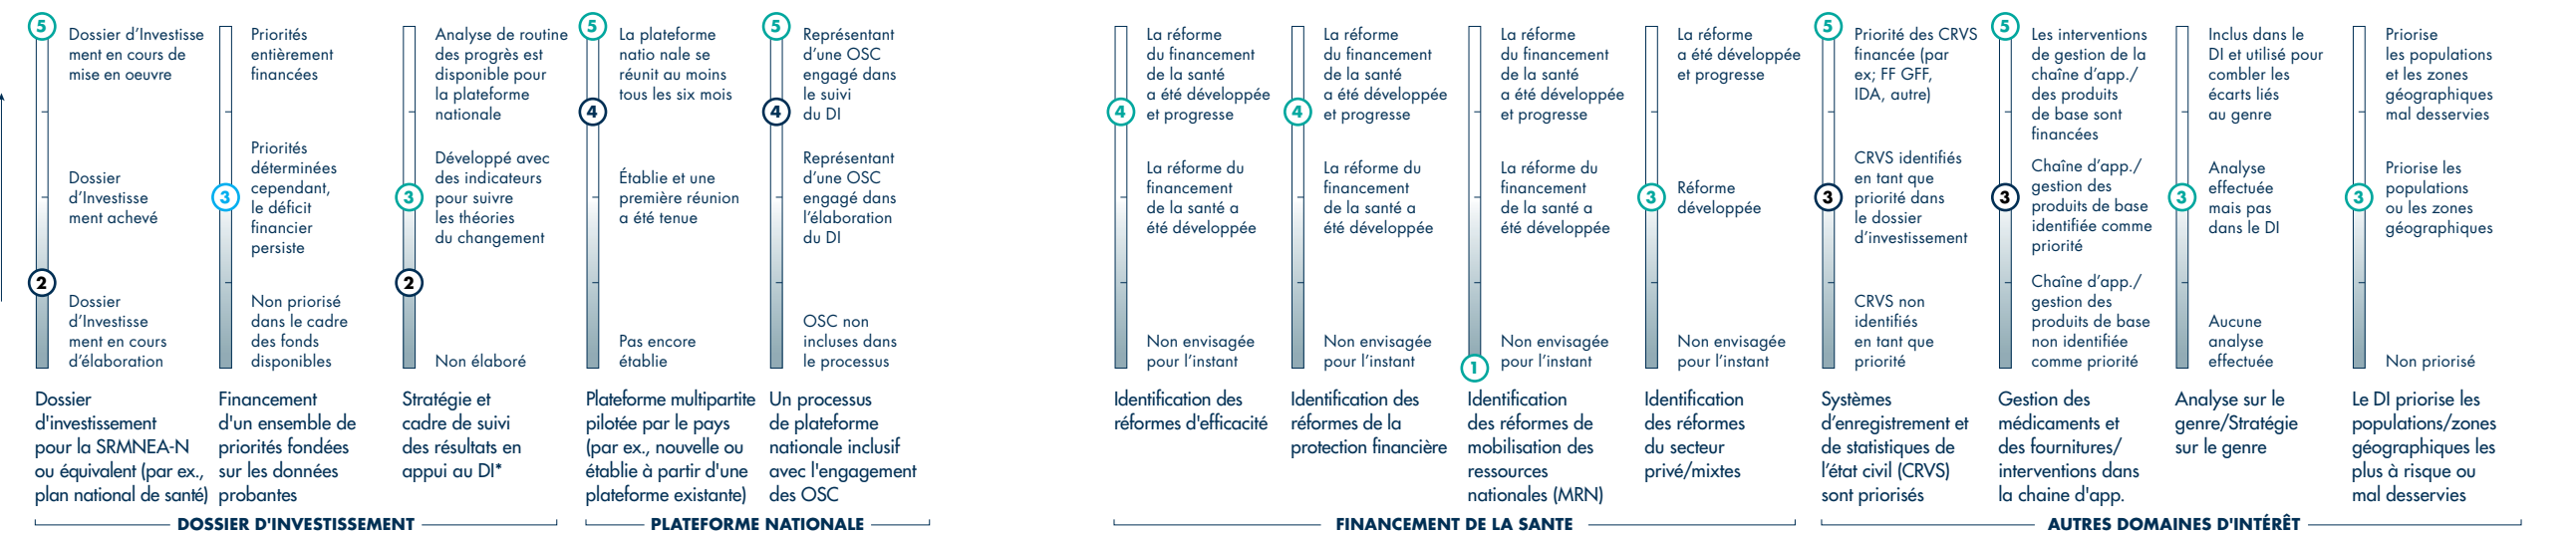 5
Dossier d’Investisse
ment en cours de
mise en oeuvre
Dossier
d’Investisse
ment achevé
2
Dossier
d’Investisse
ment en cours
d’élaboration
Dossier
d'investissement
pour la SRMNEA-N
ou équivalent (par ex.,
plan national de santé)
Priorités
entièrement
financées
3
Priorités
déterminées
cependant,
le déficit
financier
persiste
Non priorisé
dans le cadre
des fonds
disponibles
Financement
d'un ensemble de
priorités fondées
sur les données
probantes
Analyse de routine
des progrès est
disponible pour
la plateforme
nationale
3
Développé avec
des indicateurs
pour suivre
les théories
du changement
2
Non élaboré
Stratégie et
cadre de suivi
des résultats en
appui au DI*
DOSSIER D'INVESTISSEMENT
5
La plateforme
natio nale se
réunit au moins
tous les six mois
4
Établie et une
première réunion
a été tenue
Pas encore
établie
Plateforme multipartite
pilotée par le pays
(par ex., nouvelle ou
établie à partir d'une
plateforme existante)
5
Représentant
d’une OSC
engagé dans
le suivi
du DI
4
Représentant
d’une OSC
engagé dans
l’élaboration
du DI
OSC non
incluses dans
le processus
Un processus
de plateforme
nationale inclusif
avec l'engagement
des OSC
PLATEFORME NATIONALE
La réforme
du financement
de la santé
a été développée
et progresse
4
La réforme du
financement
de la santé a
été développée
Non envisagée
pour l’instant
Identification des
réformes d'efficacité
La réforme
du financement
de la santé
a été développée
et progresse
4
La réforme du
financement
de la santé a
été développée
Non envisagée
pour l’instant
Identification des
réformes de la
protection financière
La réforme
du financement
de la santé
a été développée
et progresse
La réforme du
financement
de la santé a
été développée
Non envisagée
pour l’instant
1
Identification
des réformes de
mobilisation des
ressources
nationales (MRN)
La réforme
a été développée
et progresse
3
Réforme
développée
Non envisagée
pour l’instant
Identification
des réformes
du secteur
privé/mixtes
FINANCEMENT DE LA SANTE
5
Priorité des CRVS
financée (par
ex; FF GFF,
IDA, autre)
3
CRVS identifiés
en tant que
priorité dans
le dossier
d’investissement
CRVS non
identifiés
en tant que
priorité
Systèmes
d’enregistrement et
de statistiques de
l’état civil (CRVS)
sont priorisés
5
Les interventions
de gestion de la
chaîne d’app./
des produits
de base sont
financées
3
Chaîne d’app./
gestion des
produits de base
identifiée comme
priorité
Chaîne d’app./
gestion des
produits de base
non identifiée
comme priorité
Gestion des
médicaments et
des fournitures/
interventions dans
la chaine d'app.
Inclus dans le
DI et utilisé pour
combler les
écarts liés
au genre
3
Analyse
effectuée
mais pas
dans le DI
Aucune
analyse
effectuée
Analyse sur le
genre/Stratégie
sur le genre
Priorise
les populations
et les zones
géographiques
mal desservies
3
Priorise les
populations
ou les zones
géographiques
Non priorisé
Le DI priorise les
populations/zones
géographiques les
plus à risque ou
mal desservies
AUTRES DOMAINES D'INTÉRÊT